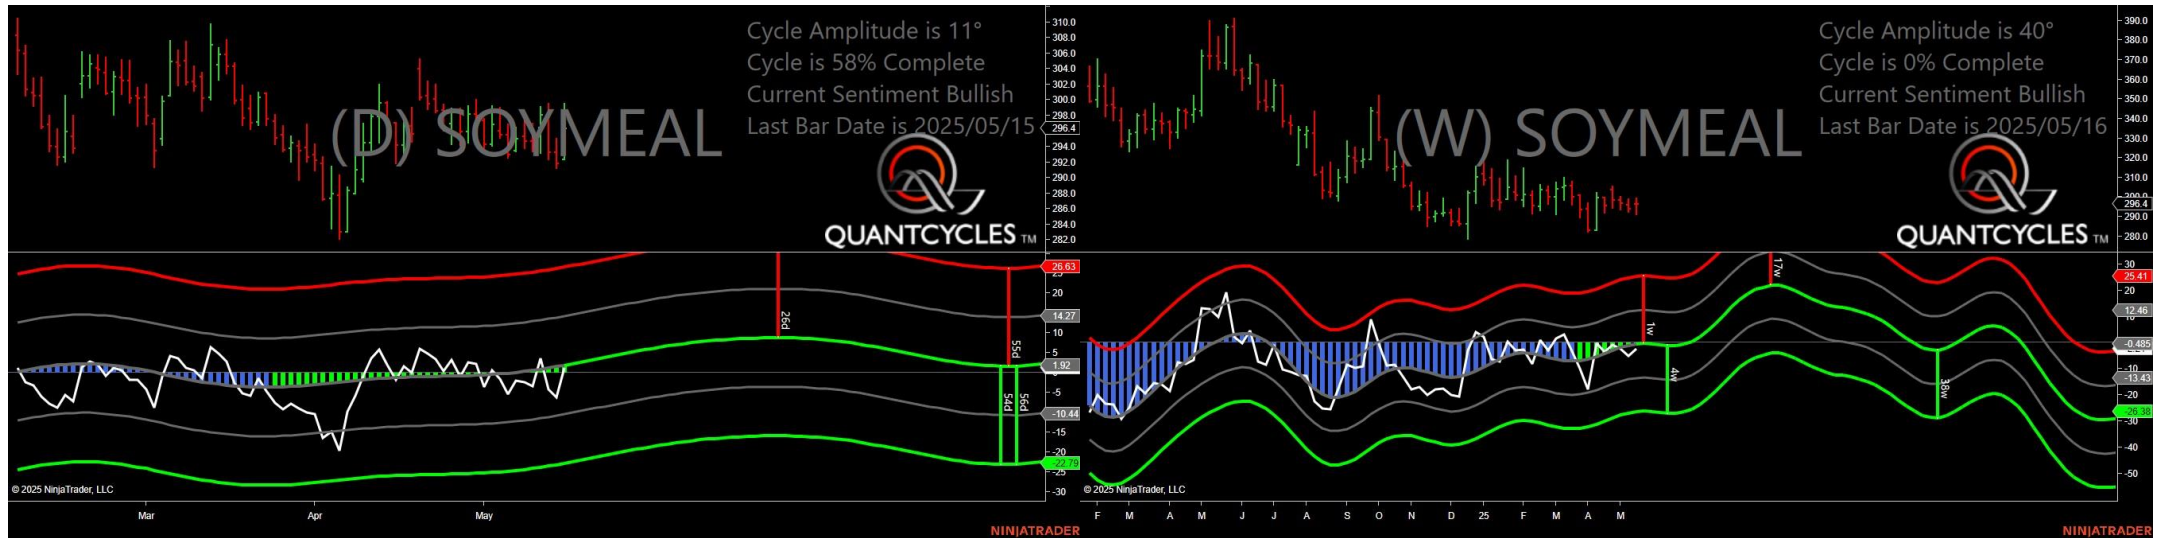 Cycle Amplitude is 11°
Cycle is 58% Complete
Current Sentiment Bullish
Last Bar Date is 2025/05/15
(D) SOYMEAL
QUANTCYCLES TM
310.0
308.0
306.0
304.0
302.0
300.0
298.0
296.4
294.0
292.0
290.0
288.0
286.0
284.0
282.0
26.63
20
14.27
10
5
1.92
-5
-10.44
-15
-20
-22.79
-25
-30
26d
55d
54d
56d
© 2025 NinjaTrader, LLC
Mar
Apr
May
NINJATRADER
Cycle Amplitude is 40°
Cycle is 0% Complete
Current Sentiment Bullish
Last Bar Date is 2025/05/16
(W) SOYMEAL
QUANTCYCLES TM
390.0
380.0
370.0
360.0
350.0
340.0
330.0
320.0
310.0
300.0
296.4
290.0
280.0
30
25.41
20
12.46
10
-0.485
-10
-13.43
-20
-26.38
-30
-40
-50
1w
4w
17w
38w
© 2025 NinjaTrader, LLC
F
M
A
M
J
J
A
S
O
N
D
25
F
M
A
M
NINJATRADER